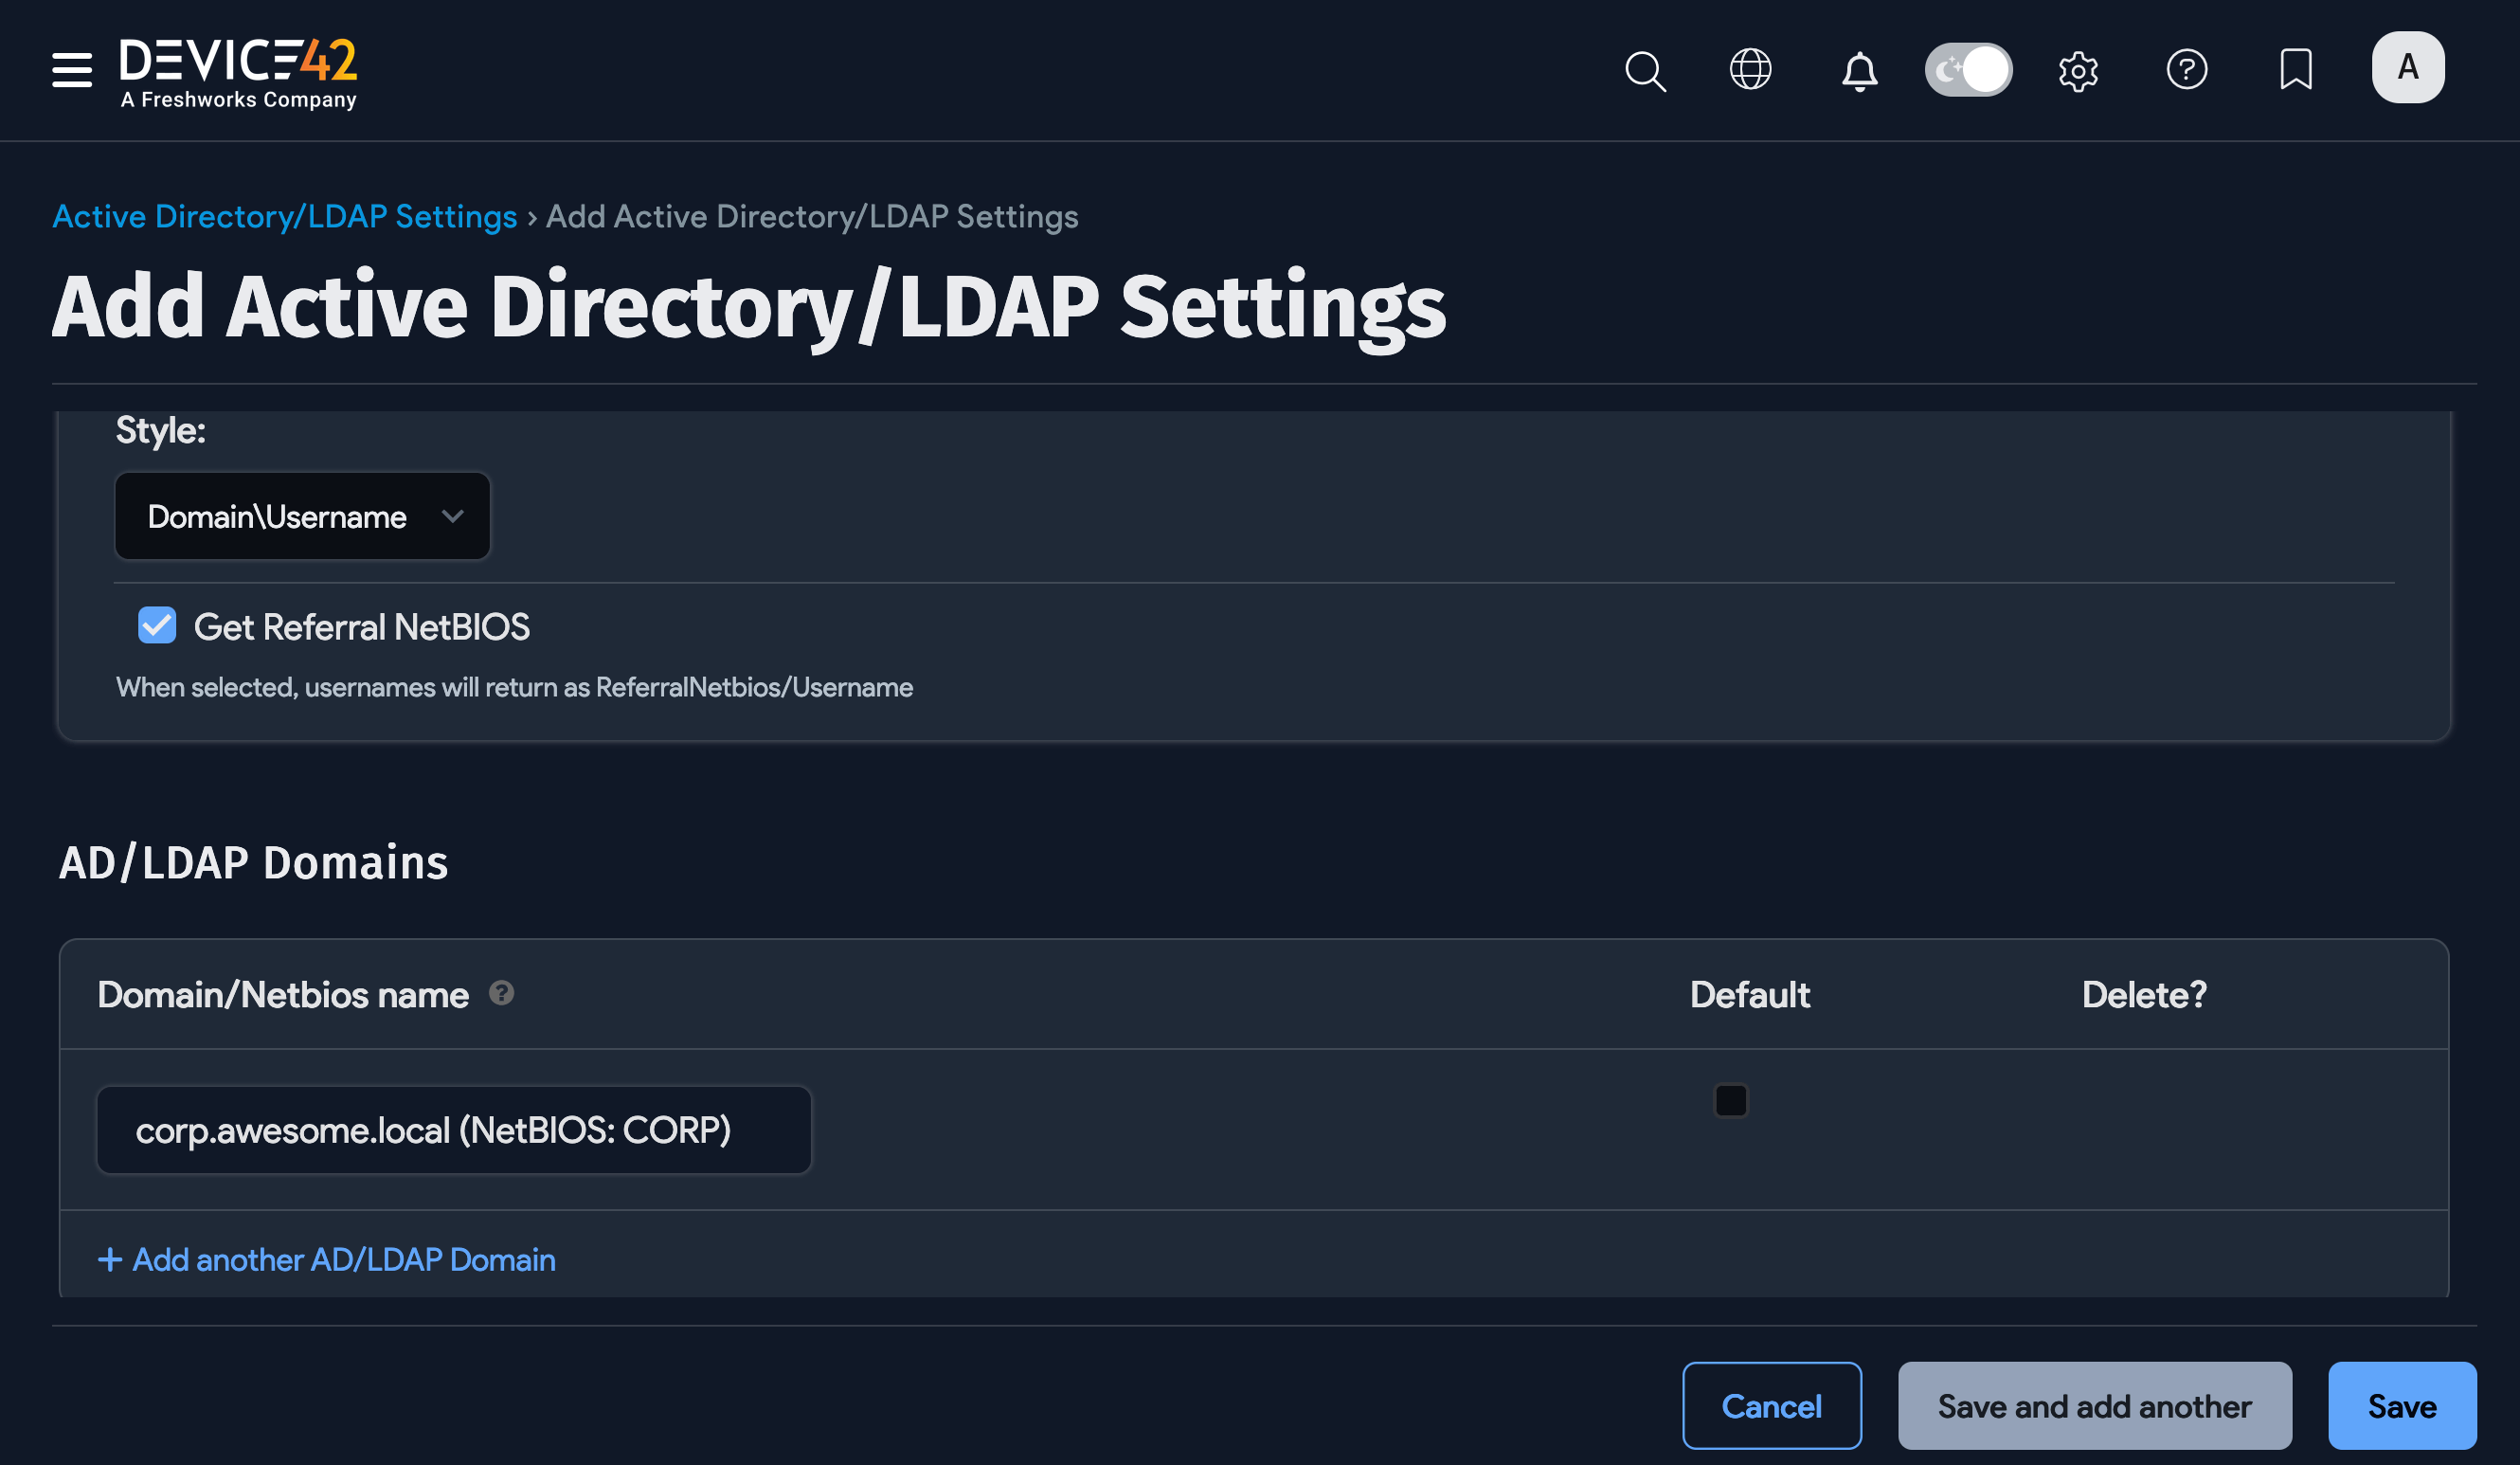 DEVICE42
A Freshworks Company
A
Active Directory/LDAP Settings › Add Active Directory/LDAP Settings
Add Active Directory/LDAP Settings
Style:
Domain\Username
Get Referral NetBIOS
When selected, usernames will return as ReferralNetbios/Username
AD/LDAP Domains
Domain/Netbios name ? Default Delete?
corp.awesome.local (NetBIOS: CORP)
+ Add another AD/LDAP Domain
Cancel Save and add another Save